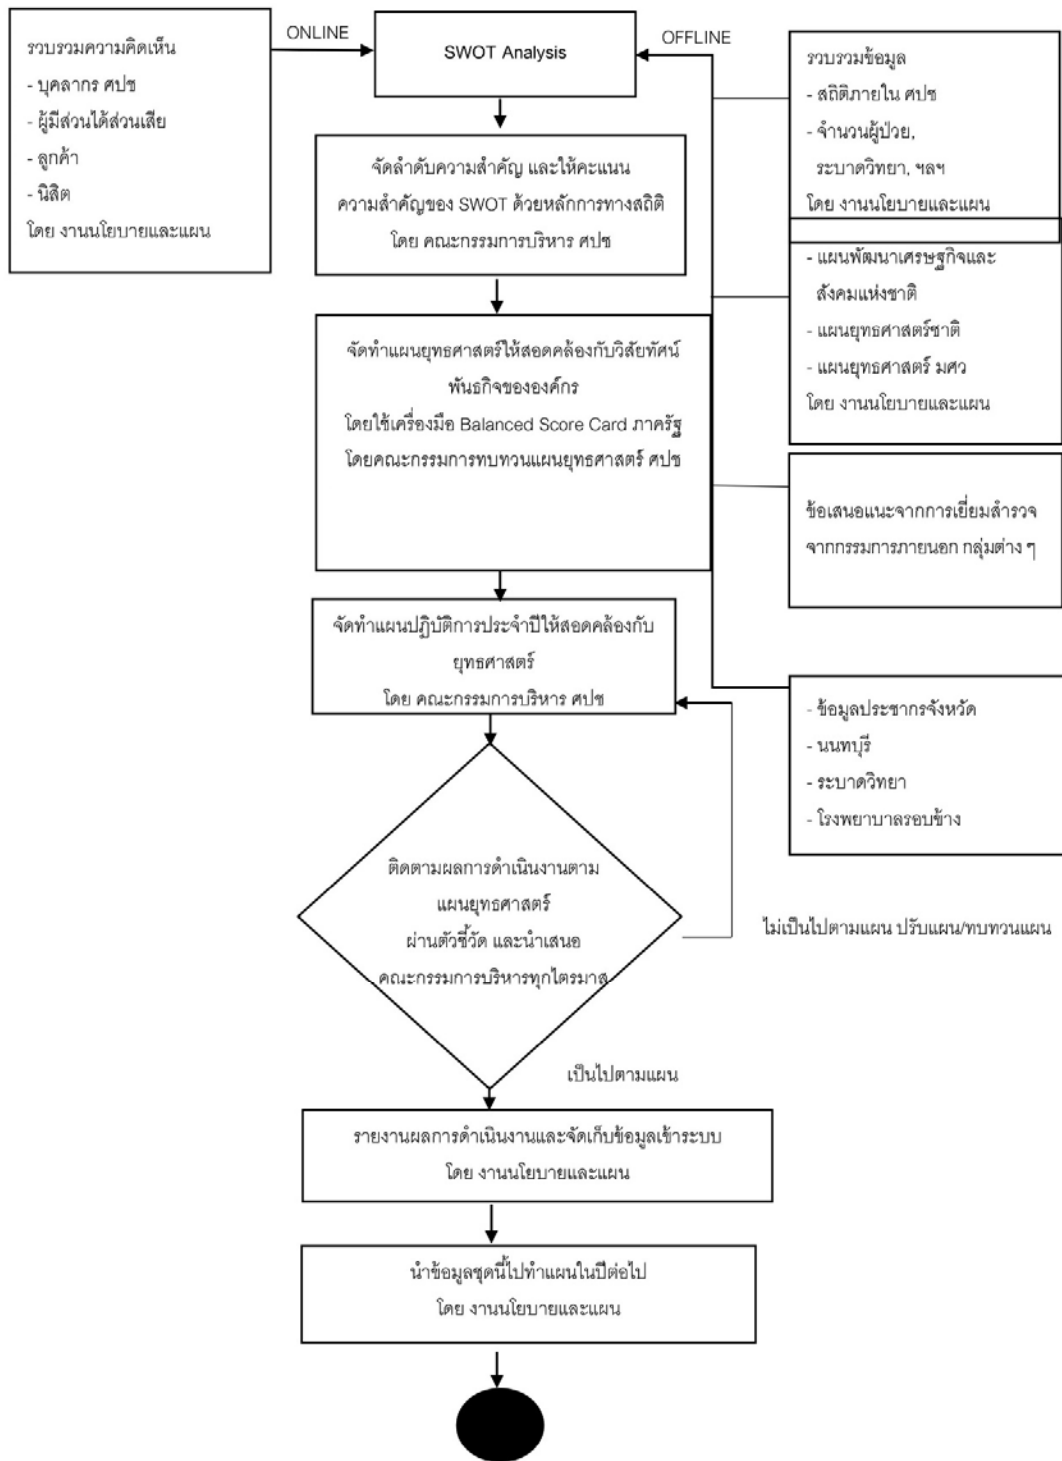 รวบรวมความคิดเห็น
- บุคลากร ศปช
- ผู้มีส่วนได้ส่วนเสีย
- ลูกค้า
- นิสิต
โดย งานนโยบายและแผน
ONLINE
SWOT Analysis
OFFLINE
รวบรวมข้อมูล
- สถิติภายใน ศปช
- จำนวนผู้ป่วย,
ระบาดวิทยา, ฯลฯ
โดย งานนโยบายและแผน
- แผนพัฒนาเศรษฐกิจและ
สังคมแห่งชาติ
- แผนยุทธศาสตร์ชาติ
- แผนยุทธศาสตร์ มศว
โดย งานนโยบายและแผน
ข้อเสนอแนะจากการเยี่ยมสำรวจ
จากกรรมการภายนอก กลุ่มต่าง ๆ
- ข้อมูลประชากรจังหวัด
- นนทบุรี
- ระบาดวิทยา
- โรงพยาบาลรอบข้าง
จัดลำดับความสำคัญ และให้คะแนน
ความสำคัญของ SWOT ด้วยหลักการทางสถิติ
โดย คณะกรรมการบริหาร ศปช
จัดทำแผนยุทธศาสตร์ให้สอดคล้องกับวิสัยทัศน์
พันธกิจขององค์กร
โดยใช้เครื่องมือ Balanced Score Card ภาครัฐ
โดยคณะกรรมการทบทวนแผนยุทธศาสตร์ ศปช
จัดทำแผนปฏิบัติการประจำปีให้สอดคล้องกับ
ยุทธศาสตร์
โดย คณะกรรมการบริหาร ศปช
ติดตามผลการดำเนินงานตาม
แผนยุทธศาสตร์
ผ่านตัวชี้วัด และนำเสนอ
คณะกรรมการบริหารทุกไตรมาส
ไม่เป็นไปตามแผน ปรับแผน/ทบทวนแผน
เป็นไปตามแผน
รายงานผลการดำเนินงานและจัดเก็บข้อมูลเข้าระบบ
โดย งานนโยบายและแผน
นำข้อมูลชุดนี้ไปทำแผนในปีต่อไป
โดย งานนโยบายและแผน